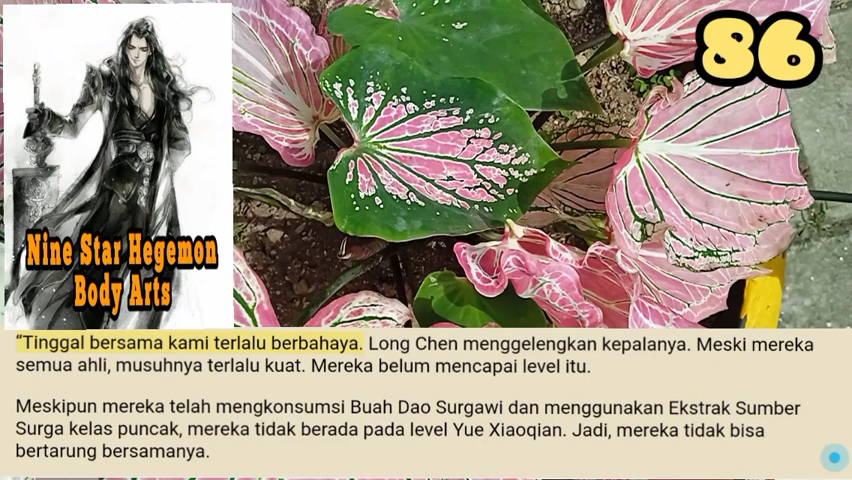 86
Nine Star Hegemon
Body Arts
“Tinggal bersama kami terlalu berbahaya. Long Chen menggelengkan kepalanya. Meski mereka
semua ahli, musuhnya terlalu kuat. Mereka belum mencapai level itu.
Meskipun mereka telah mengkonsumsi Buah Dao Surgawi dan menggunakan Ekstrak Sumber
Surga kelas puncak, mereka tidak berada pada level Yue Xiaoqian. Jadi, mereka tidak bisa
bertarung bersamanya.